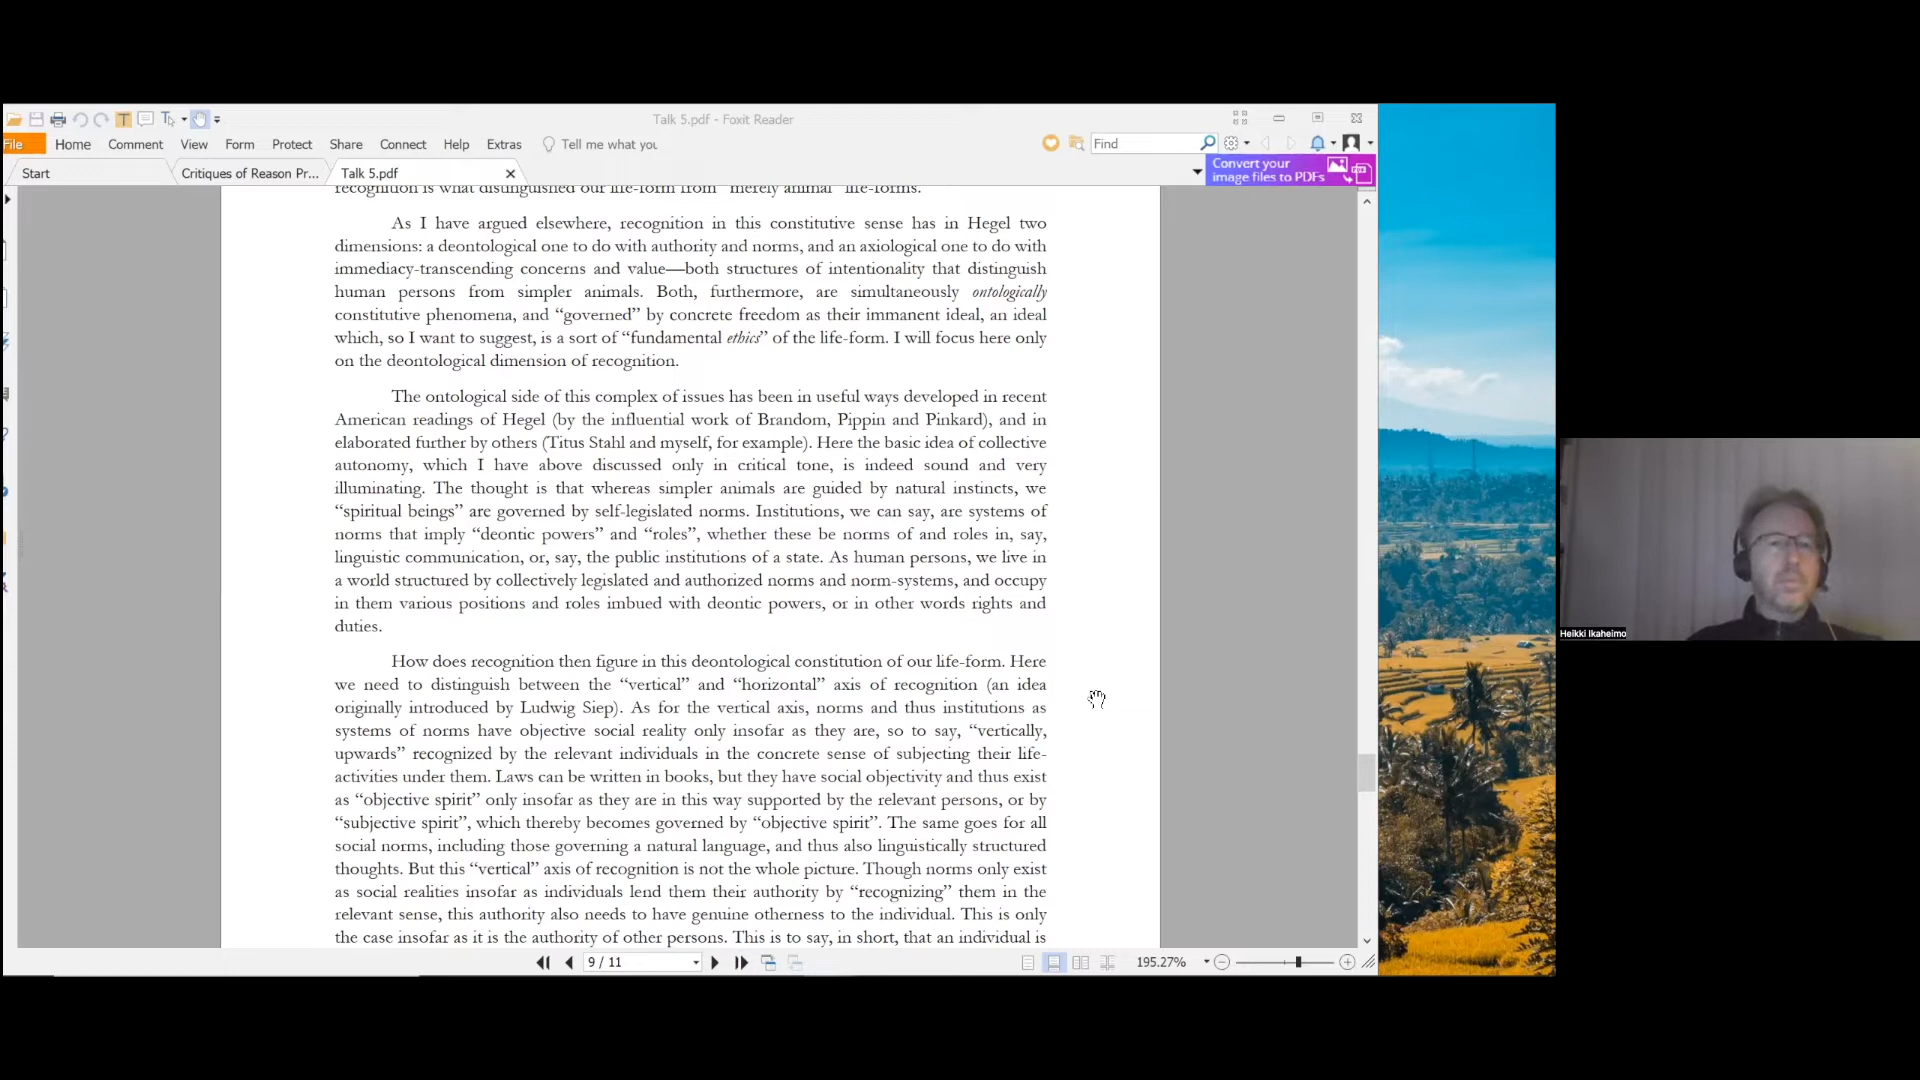 Talk 5.pdf - Foxit Reader
File Home Comment View Form Protect Share Connect Help Extras Tell me what you Find
Start Critiques of Reason Pr... Talk 5.pdf
Convert your
image files to PDFs
recognition is what distinguished our life-form from “merely animal” life-forms.
As I have argued elsewhere, recognition in this constitutive sense has in Hegel two
dimensions: a deontological one to do with authority and norms, and an axiological one to do with
immediacy-transcending concerns and value—both structures of intentionality that distinguish
human persons from simpler animals. Both, furthermore, are simultaneously ontologically
constitutive phenomena, and “governed” by concrete freedom as their immanent ideal, an ideal
which, so I want to suggest, is a sort of “fundamental ethics” of the life-form. I will focus here only
on the deontological dimension of recognition.
The ontological side of this complex of issues has been in useful ways developed in recent
American readings of Hegel (by the influential work of Brandom, Pippin and Pinkard), and in
elaborated further by others (Titus Stahl and myself, for example). Here the basic idea of collective
autonomy, which I have above discussed only in critical tone, is indeed sound and very
illuminating. The thought is that whereas simpler animals are guided by natural instincts, we
“spiritual beings” are governed by self-legislated norms. Institutions, we can say, are systems of
norms that imply “deontic powers” and “roles”, whether these be norms of and roles in, say,
linguistic communication, or, say, the public institutions of a state. As human persons, we live in
a world structured by collectively legislated and authorized norms and norm-systems, and occupy
in them various positions and roles imbued with deontic powers, or in other words rights and
duties.
How does recognition then figure in this deontological constitution of our life-form. Here
we need to distinguish between the “vertical” and “horizontal” axis of recognition (an idea
originally introduced by Ludwig Siep). As for the vertical axis, norms and thus institutions as
systems of norms have objective social reality only insofar as they are, so to say, “vertically,
upwards” recognized by the relevant individuals in the concrete sense of subjecting their life-
activities under them. Laws can be written in books, but they have social objectivity and thus exist
as “objective spirit” only insofar as they are in this way supported by the relevant persons, or by
“subjective spirit”, which thereby becomes governed by “objective spirit”. The same goes for all
social norms, including those governing a natural language, and thus also linguistically structured
thoughts. But this “vertical” axis of recognition is not the whole picture. Though norms only exist
as social realities insofar as individuals lend them their authority by “recognizing” them in the
relevant sense, this authority also needs to have genuine otherness to the individual. This is only
the case insofar as it is the authority of other persons. This is to say, in short, that an individual is
9 / 11 195.27%
Heikki Ikaheimo